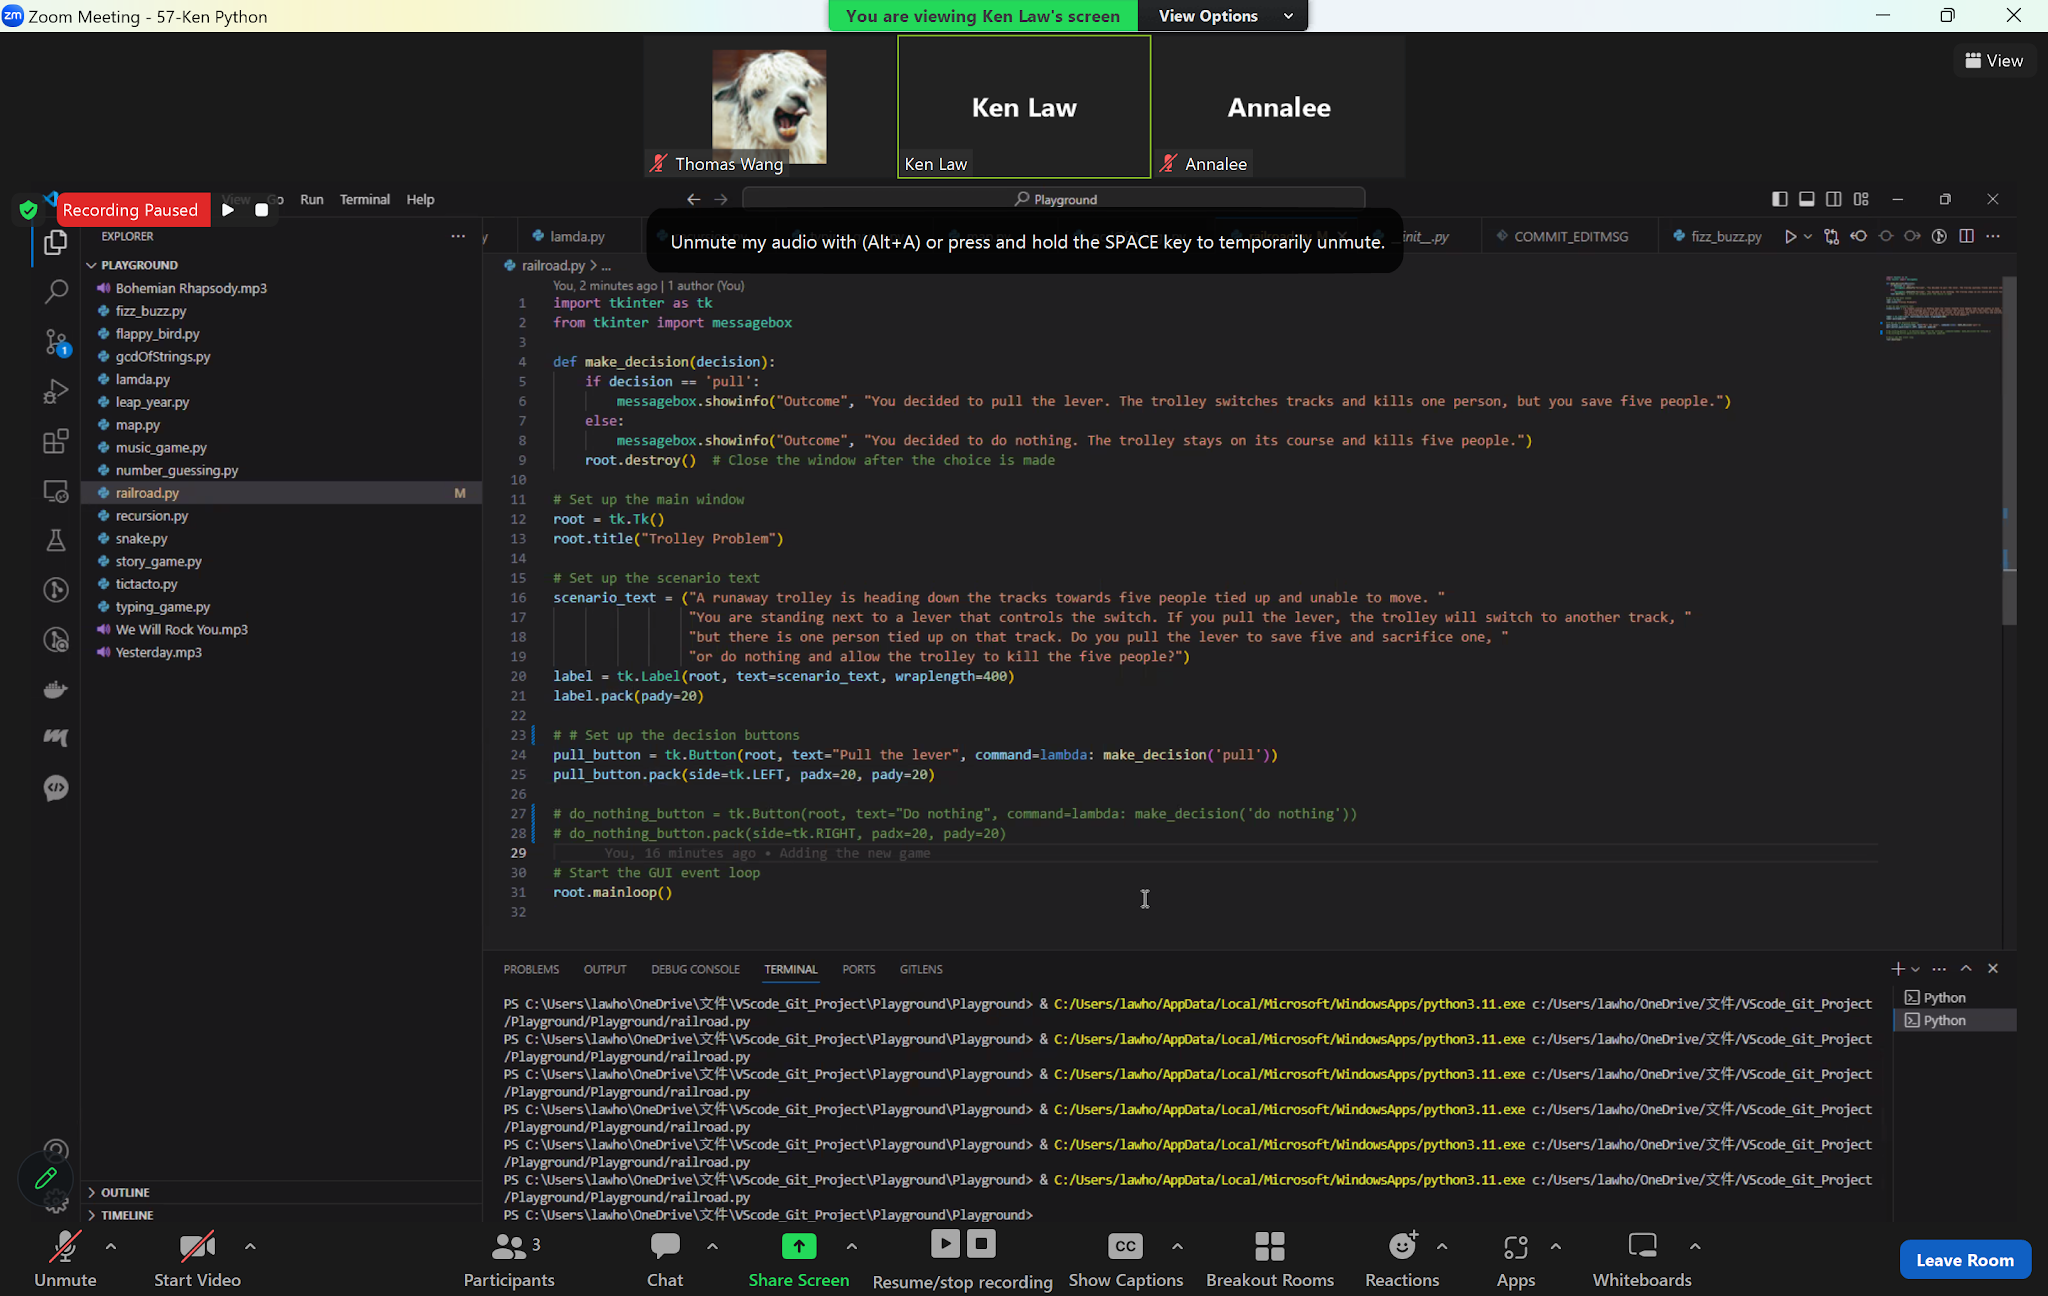 Zoom Meeting - 57-Ken Python
You are viewing Ken Law's screen
View Options
View
Ken Law
Annalee
Thomas Wang
Ken Law
Annalee
Recording Paused
View
Run
Terminal
Help
Playground
EXPLORER
lamda.py
Unmute my audio with (Alt+A) or press and hold the SPACE key to temporarily unmute.
COMMIT_EDITMSG
fizz_buzz.py
PLAYGROUND
Bohemian Rhapsody.mp3
fizz_buzz.py
flappy_bird.py
gcdOfStrings.py
lamda.py
leap_year.py
map.py
music_game.py
number_guessing.py
railroad.py M
recursion.py
snake.py
story_game.py
tictacto.py
typing_game.py
We Will Rock You.mp3
Yesterday.mp3
OUTLINE
TIMELINE
railroad.py > ...
You, 2 minutes ago | 1 author (You)
1 import tkinter as tk
2 from tkinter import messagebox
3
4 def make_decision(decision):
5 if decision == 'pull':
6 messagebox.showinfo("Outcome", "You decided to pull the lever. The trolley switches tracks and kills one person, but you save five people.")
7 else:
8 messagebox.showinfo("Outcome", "You decided to do nothing. The trolley stays on its course and kills five people.")
9 root.destroy() # Close the window after the choice is made
10
11 # Set up the main window
12 root = tk.Tk()
13 root.title("Trolley Problem")
14
15 # Set up the scenario text
16 scenario_text = ("A runaway trolley is heading down the tracks towards five people tied up and unable to move. "
17 "You are standing next to a lever that controls the switch. If you pull the lever, the trolley will switch to another track, "
18 "but there is one person tied up on that track. Do you pull the lever to save five and sacrifice one, "
19 "or do nothing and allow the trolley to kill the five people?")
20 label = tk.Label(root, text=scenario_text, wraplength=400)
21 label.pack(pady=20)
22
23 # # Set up the decision buttons
24 pull_button = tk.Button(root, text="Pull the lever", command=lambda: make_decision('pull'))
25 pull_button.pack(side=tk.LEFT, padx=20, pady=20)
26
27 # do_nothing_button = tk.Button(root, text="Do nothing", command=lambda: make_decision('do nothing'))
28 # do_nothing_button.pack(side=tk.RIGHT, padx=20, pady=20)
29 You, 16 minutes ago • Adding the new game
30 # Start the GUI event loop
31 root.mainloop()
32
PROBLEMS
OUTPUT
DEBUG CONSOLE
TERMINAL
PORTS
GITLENS
PS C:\Users\lawho\OneDrive\文件\VScode_Git_Project\Playground\Playground> & C:/Users/lawho/AppData/Local/Microsoft/WindowsApps/python3.11.exe c:/Users/lawho/OneDrive/文件/VScode_Git_Project
/Playground/Playground/railroad.py
PS C:\Users\lawho\OneDrive\文件\VScode_Git_Project\Playground\Playground> & C:/Users/lawho/AppData/Local/Microsoft/WindowsApps/python3.11.exe c:/Users/lawho/OneDrive/文件/VScode_Git_Project
/Playground/Playground/railroad.py
PS C:\Users\lawho\OneDrive\文件\VScode_Git_Project\Playground\Playground> & C:/Users/lawho/AppData/Local/Microsoft/WindowsApps/python3.11.exe c:/Users/lawho/OneDrive/文件/VScode_Git_Project
/Playground/Playground/railroad.py
PS C:\Users\lawho\OneDrive\文件\VScode_Git_Project\Playground\Playground> & C:/Users/lawho/AppData/Local/Microsoft/WindowsApps/python3.11.exe c:/Users/lawho/OneDrive/文件/VScode_Git_Project
/Playground/Playground/railroad.py
PS C:\Users\lawho\OneDrive\文件\VScode_Git_Project\Playground\Playground> & C:/Users/lawho/AppData/Local/Microsoft/WindowsApps/python3.11.exe c:/Users/lawho/OneDrive/文件/VScode_Git_Project
/Playground/Playground/railroad.py
PS C:\Users\lawho\OneDrive\文件\VScode_Git_Project\Playground\Playground> & C:/Users/lawho/AppData/Local/Microsoft/WindowsApps/python3.11.exe c:/Users/lawho/OneDrive/文件/VScode_Git_Project
/Playground/Playground/railroad.py
PS C:\Users\lawho\OneDrive\文件\VScode_Git_Project\Playground\Playground>
Python
Python
Unmute
Start Video
Participants
3
Chat
Share Screen
Resume/stop recording
CC
Show Captions
Breakout Rooms
Reactions
Apps
Whiteboards
Leave Room